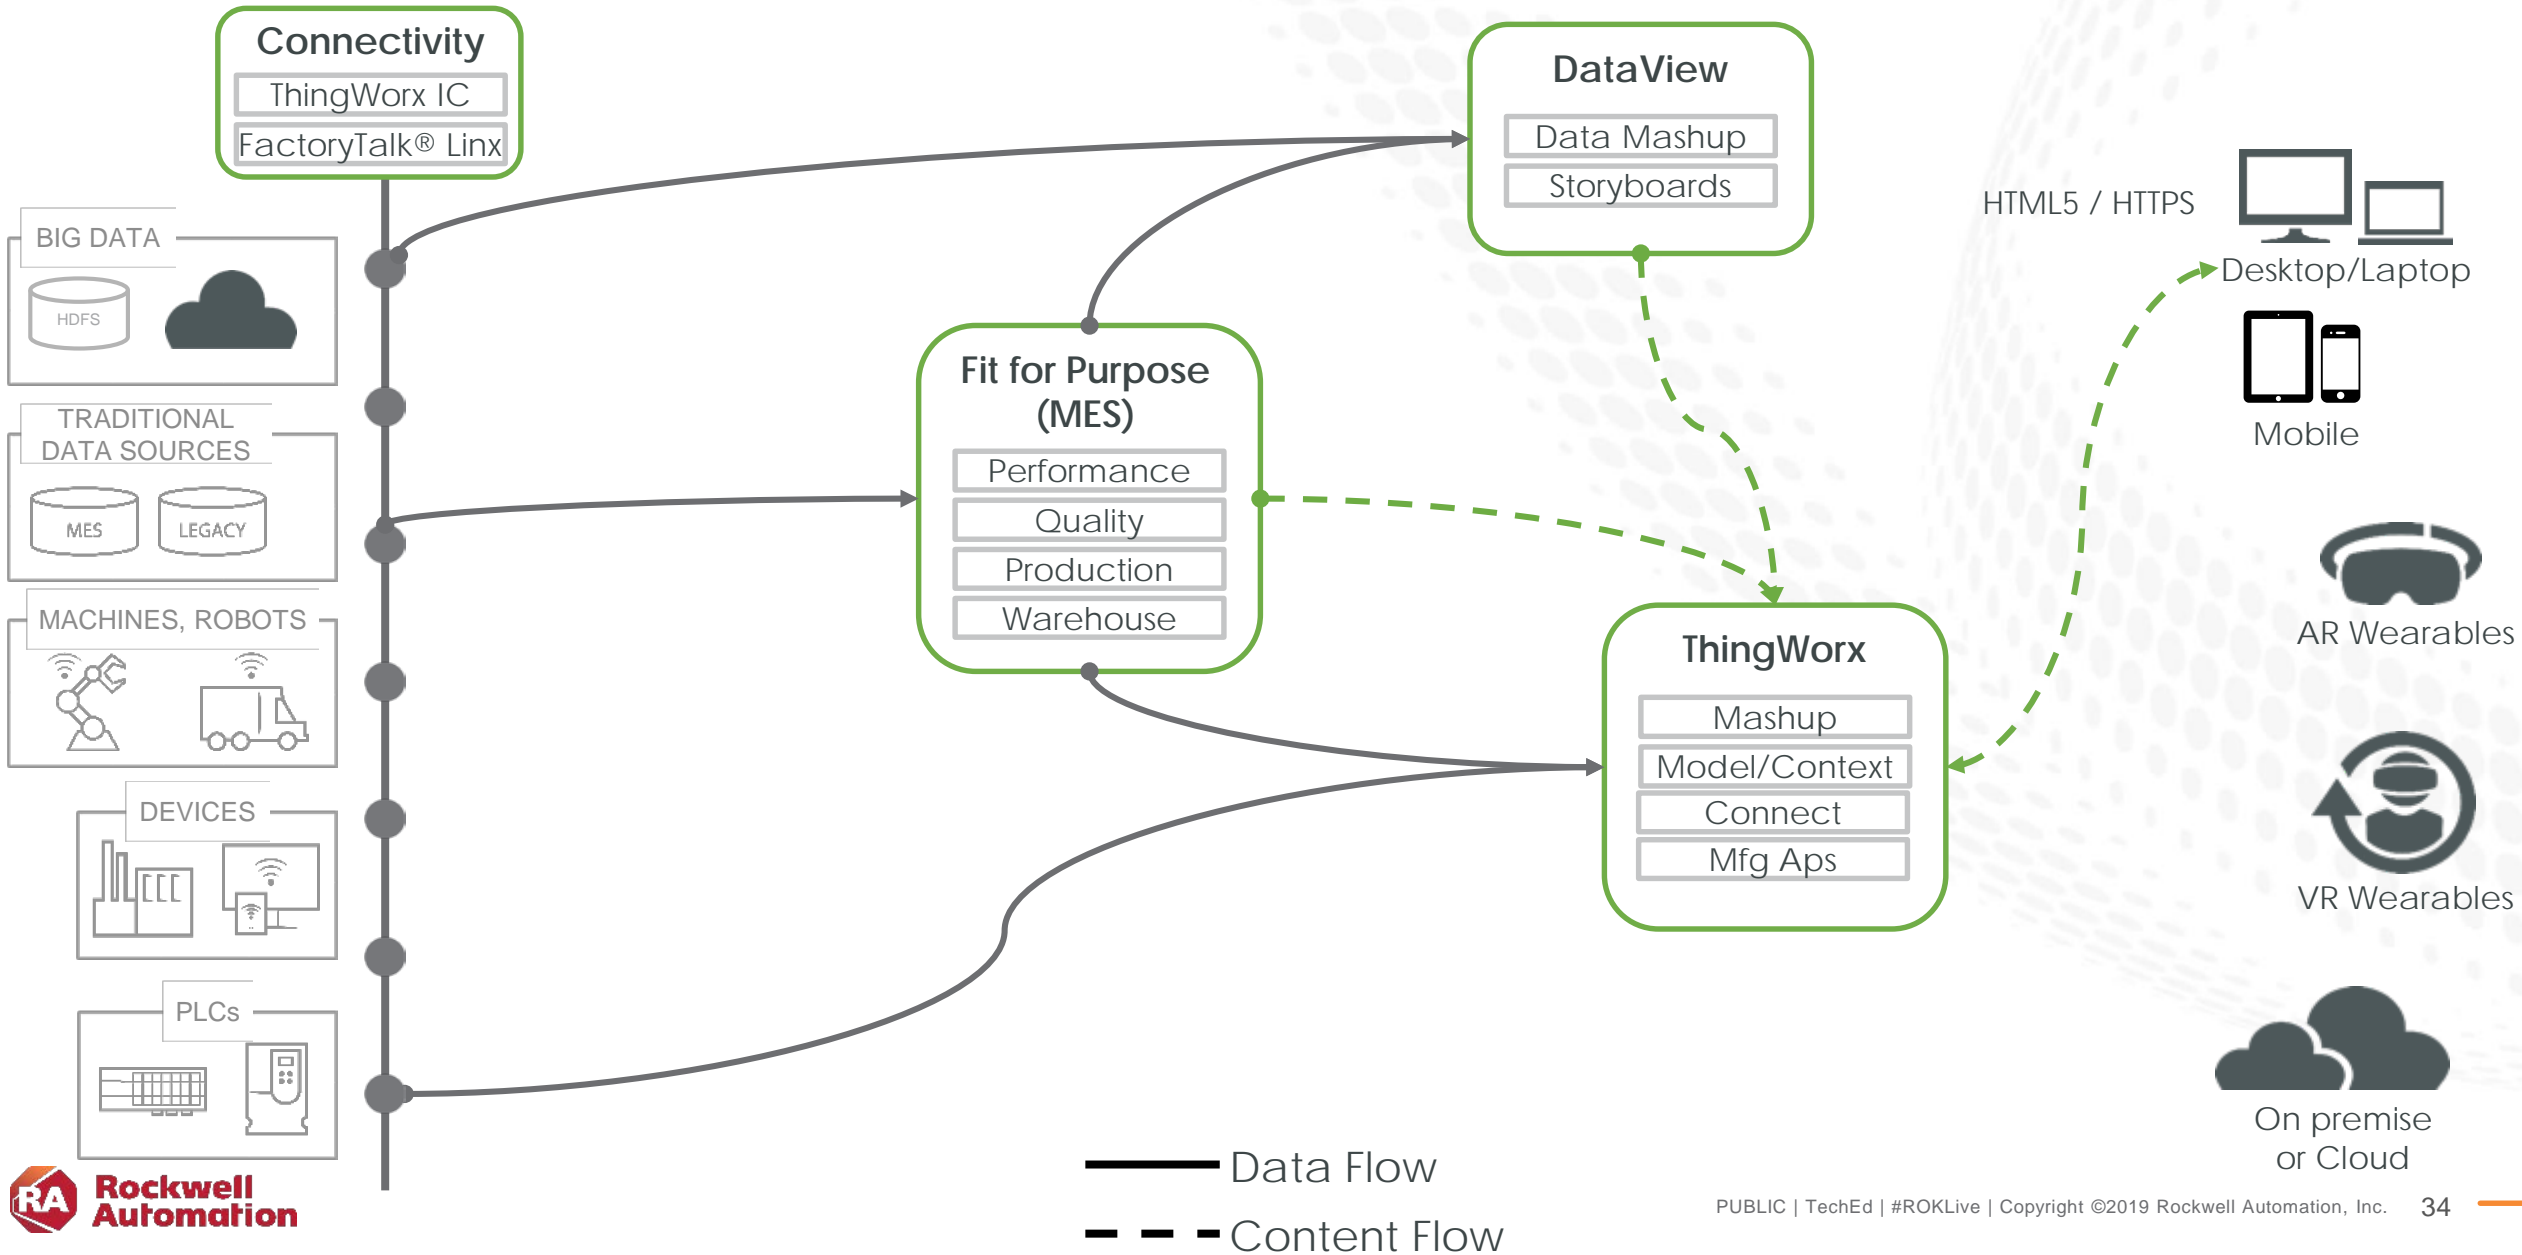 Connectivity
ThingWorx IC
FactoryTalk® Linx
BIG DATA
HDFS
TRADITIONAL
DATA SOURCES
MES
LEGACY
MACHINES, ROBOTS
DEVICES
PLCs
Fit for Purpose
(MES)
Performance
Quality
Production
Warehouse
DataView
Data Mashup
Storyboards
ThingWorx
Mashup
Model/Context
Connect
Mfg Aps
HTML5 / HTTPS
Desktop/Laptop
Mobile
AR Wearables
VR Wearables
On premise
or Cloud
Data Flow
Content Flow
RA
Rockwell
Automation
PUBLIC | TechEd | #ROKLive | Copyright ©2019 Rockwell Automation, Inc. 34